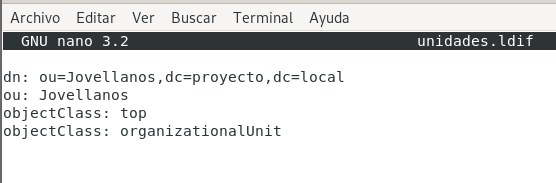 Archivo Editar Ver Buscar Terminal Ayuda
GNU nano 3.2 unidades.ldif
dn: ou=Jovellanos,dc=proyecto,dc=local
ou: Jovellanos
objectClass: top
objectClass: organizationalUnit